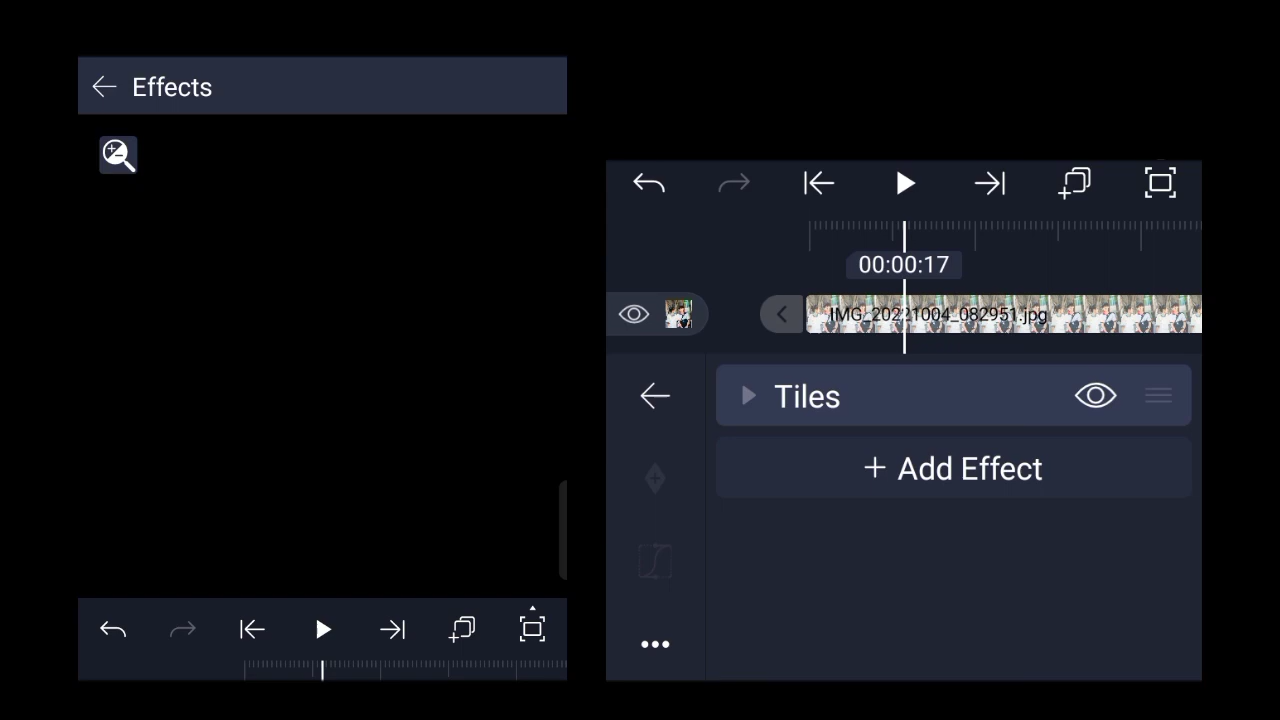 Effects
00:00:17
IMG_20221004_082951.jpg
Tiles
+ Add Effect